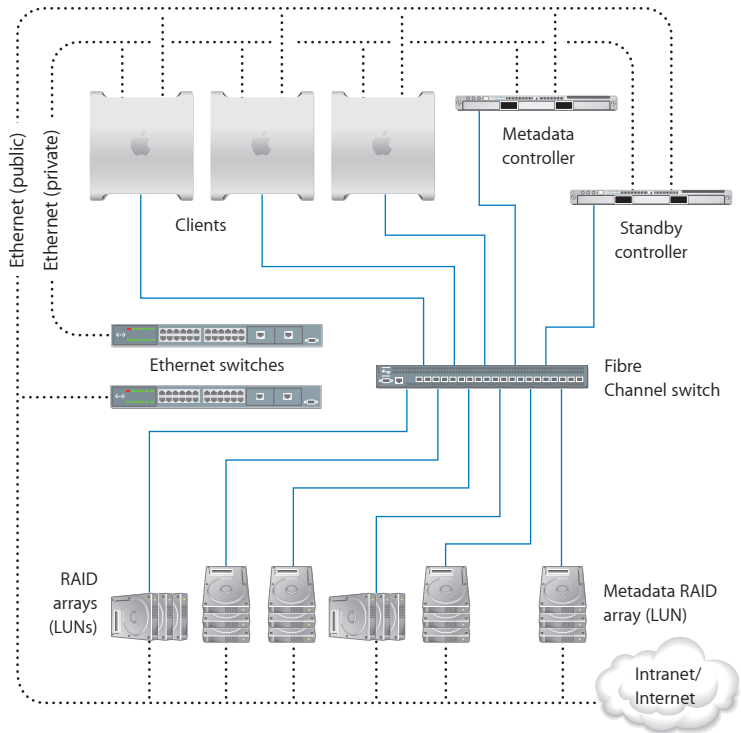 Ethernet (public)
Ethernet (private)
Clients
Metadata
controller
Standby
controller
Ethernet switches
Fibre
Channel switch
RAID
arrays
(LUNs)
Metadata RAID
array (LUN)
Intranet/
Internet